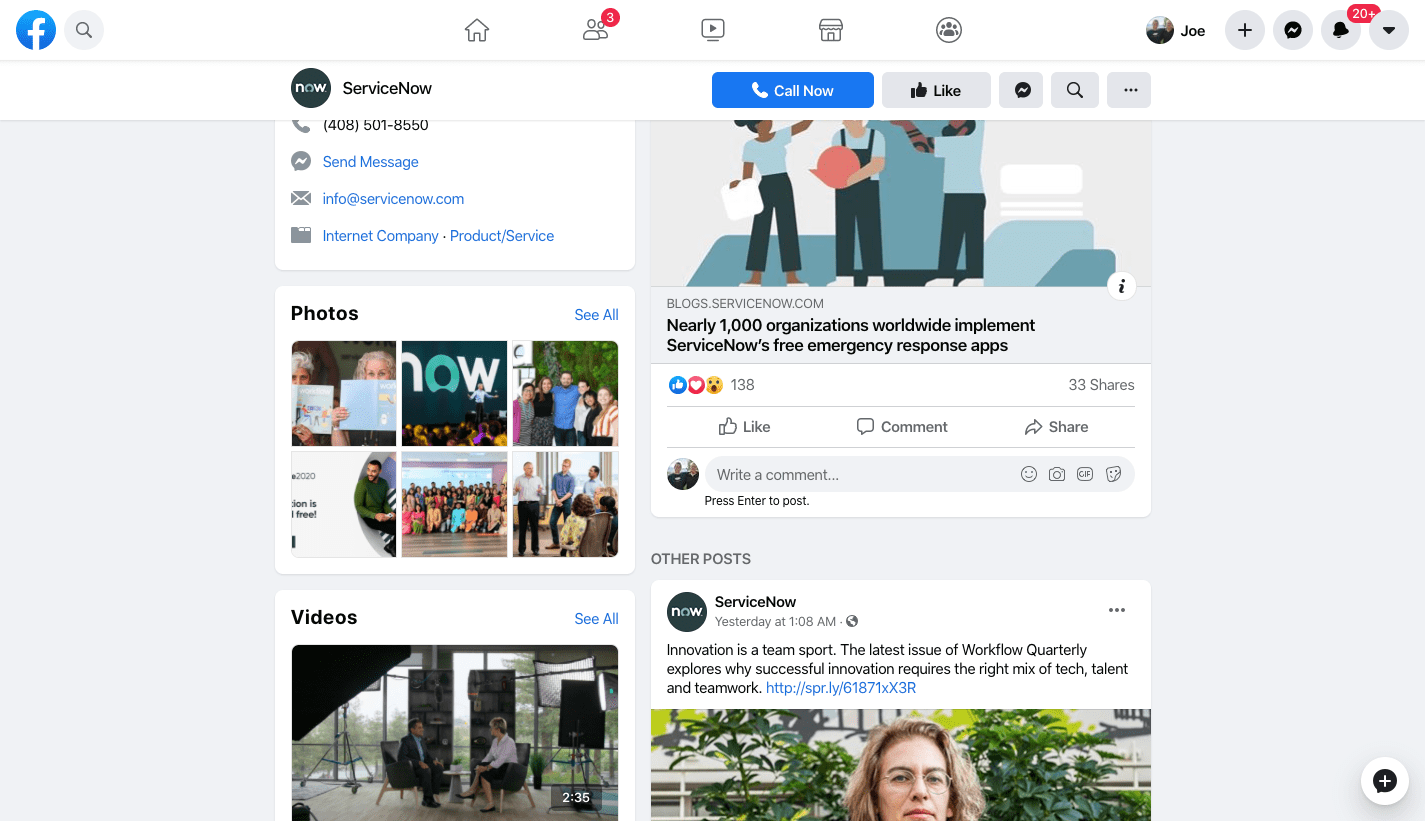 3
Joe
20+
now
ServiceNow
Call Now
Like
(408) 501-8550
Send Message
info@servicenow.com
Internet Company · Product/Service
Photos
See All
now
e2020
tion is
d free!
Videos
See All
2:35
BLOGS.SERVICENOW.COM
Nearly 1,000 organizations worldwide implement
ServiceNow’s free emergency response apps
138
33 Shares
Like
Comment
Share
Write a comment...
GIF
Press Enter to post.
OTHER POSTS
now
ServiceNow
Yesterday at 1:08 AM ·
Innovation is a team sport. The latest issue of Workflow Quarterly
explores why successful innovation requires the right mix of tech, talent
and teamwork. http://spr.ly/61871xX3R